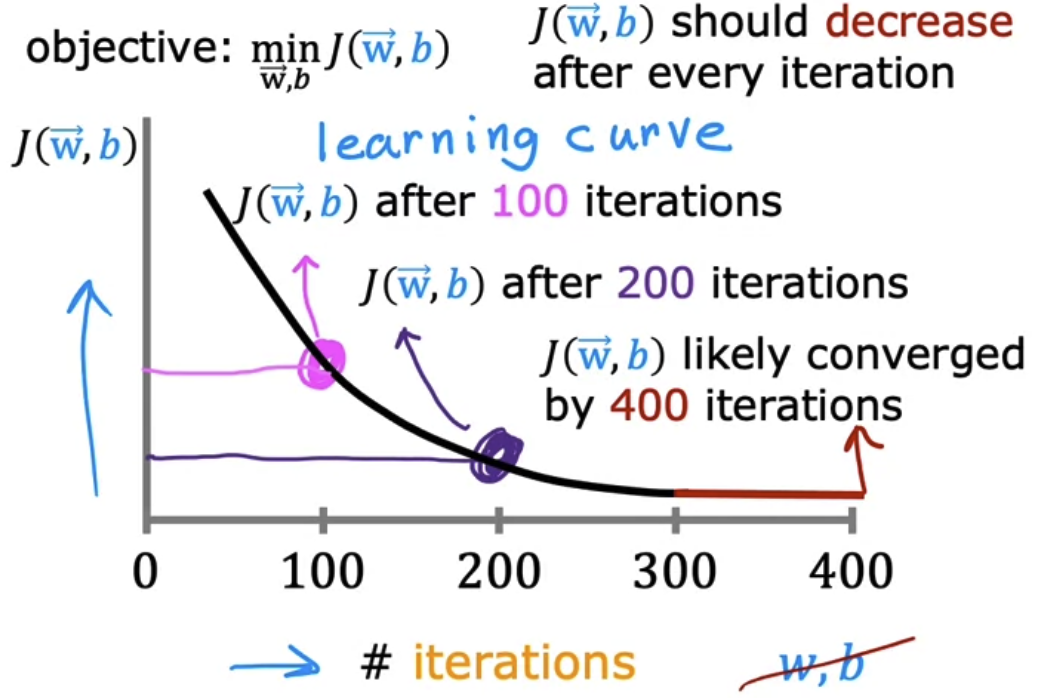 objective: min J(w⃗, b)
w⃗,b
J(w⃗, b) should decrease
after every iteration
J(w⃗, b)
learning curve
J(w⃗, b) after 100 iterations
J(w⃗, b) after 200 iterations
J(w⃗, b) likely converged
by 400 iterations
0 100 200 300 400
# iterations
w, b